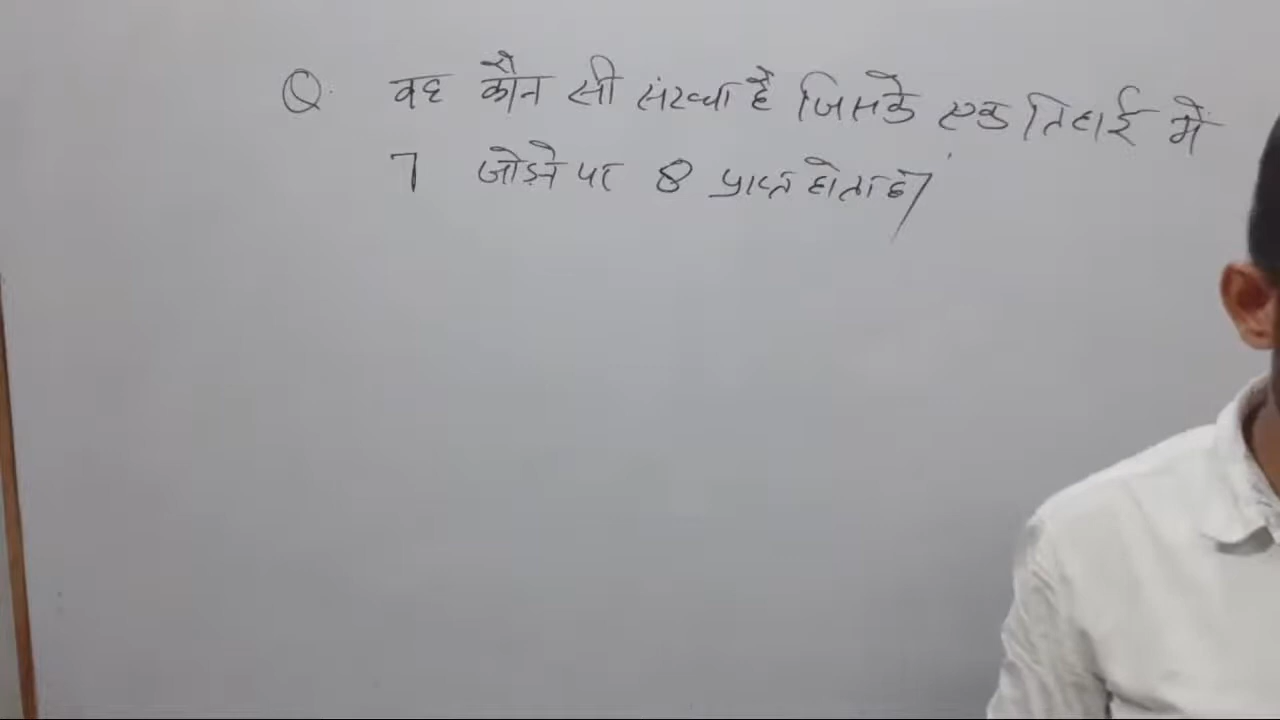 Q. वह कौन सी संख्या है जिसके एक तिहाई में
7 जोड़ने पर 8 प्राप्त होता है/